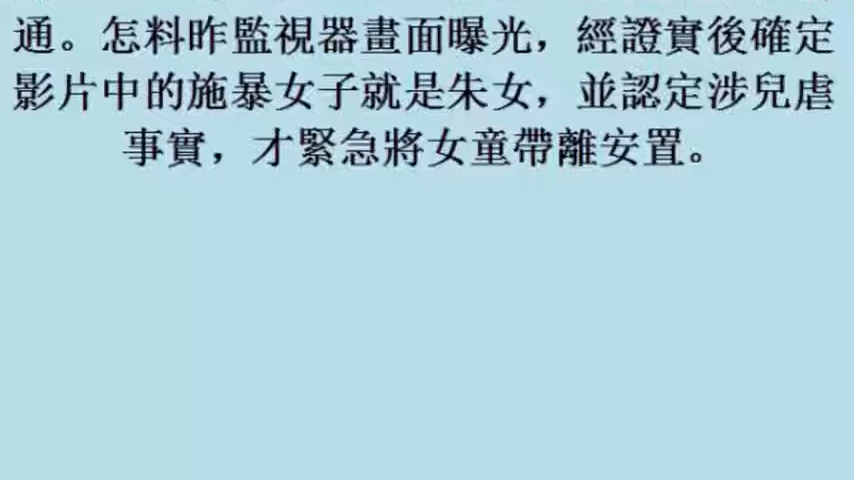 通。怎料昨監視器畫面曝光，經證實後確定
影片中的施暴女子就是朱女，並認定涉兒虐
事實，才緊急將女童帶離安置。